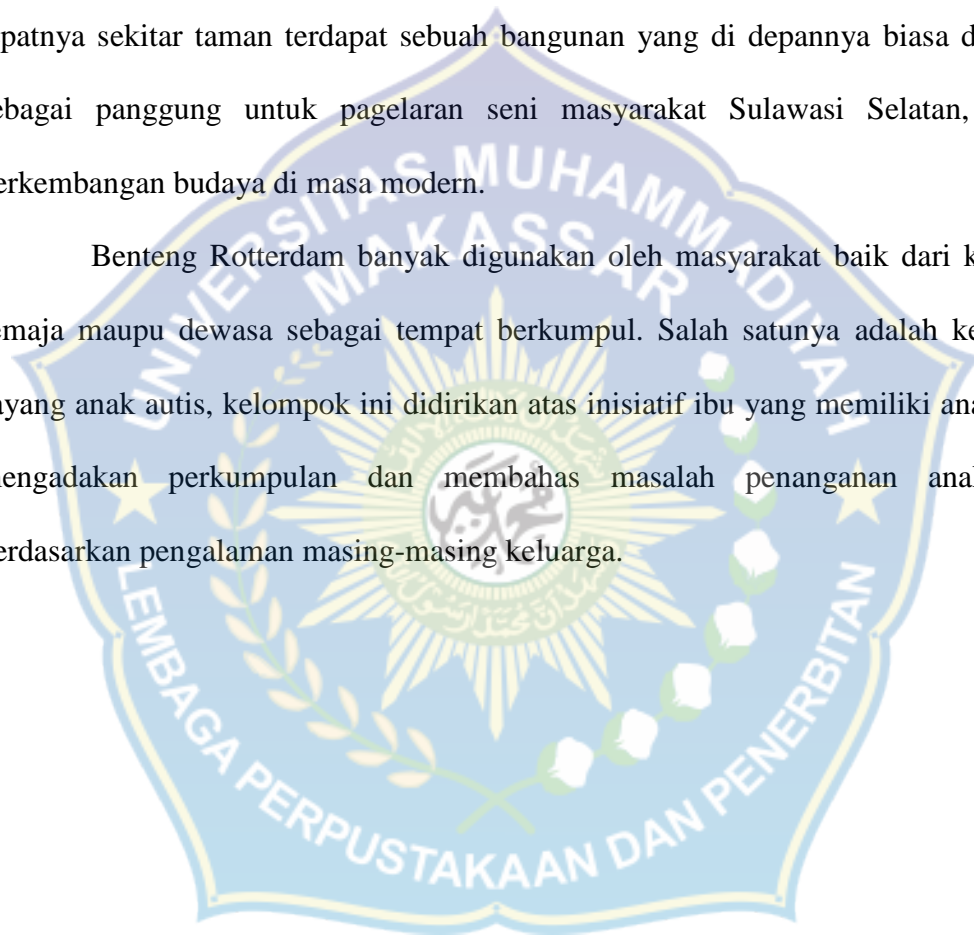 patnya sekitar taman terdapat sebuah bangunan yang di depannya biasa d
ebagai panggung untuk pagelaran seni masyarakat Sulawasi Selatan,
erkembangan budaya di masa modern.
Benteng Rotterdam banyak digunakan oleh masyarakat baik dari k
emaja maupu dewasa sebagai tempat berkumpul. Salah satunya adalah ke
ayang anak autis, kelompok ini didirikan atas inisiatif ibu yang memiliki ana
nengadakan perkumpulan dan membahas masalah penanganan anal
erdasarkan pengalaman masing-masing keluarga.
UNIVERSITAS MUHAMMADIYAH
MAKASSAR
LEMBAGA PERPUSTAKAAN DAN PENERBITAN